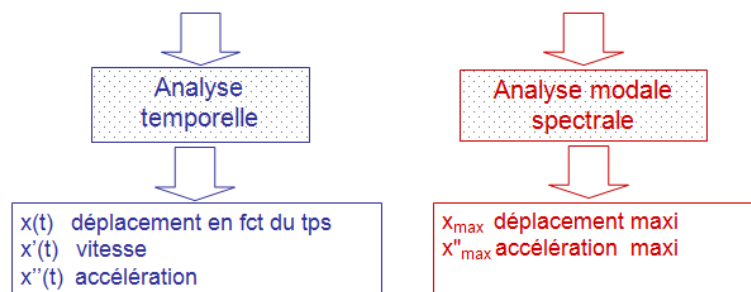 Analyse
temporelle
x(t) déplacement en fct du tps
x'(t) vitesse
x''(t) accélération
Analyse modale
spectrale
xmax déplacement maxi
x"max accélération maxi